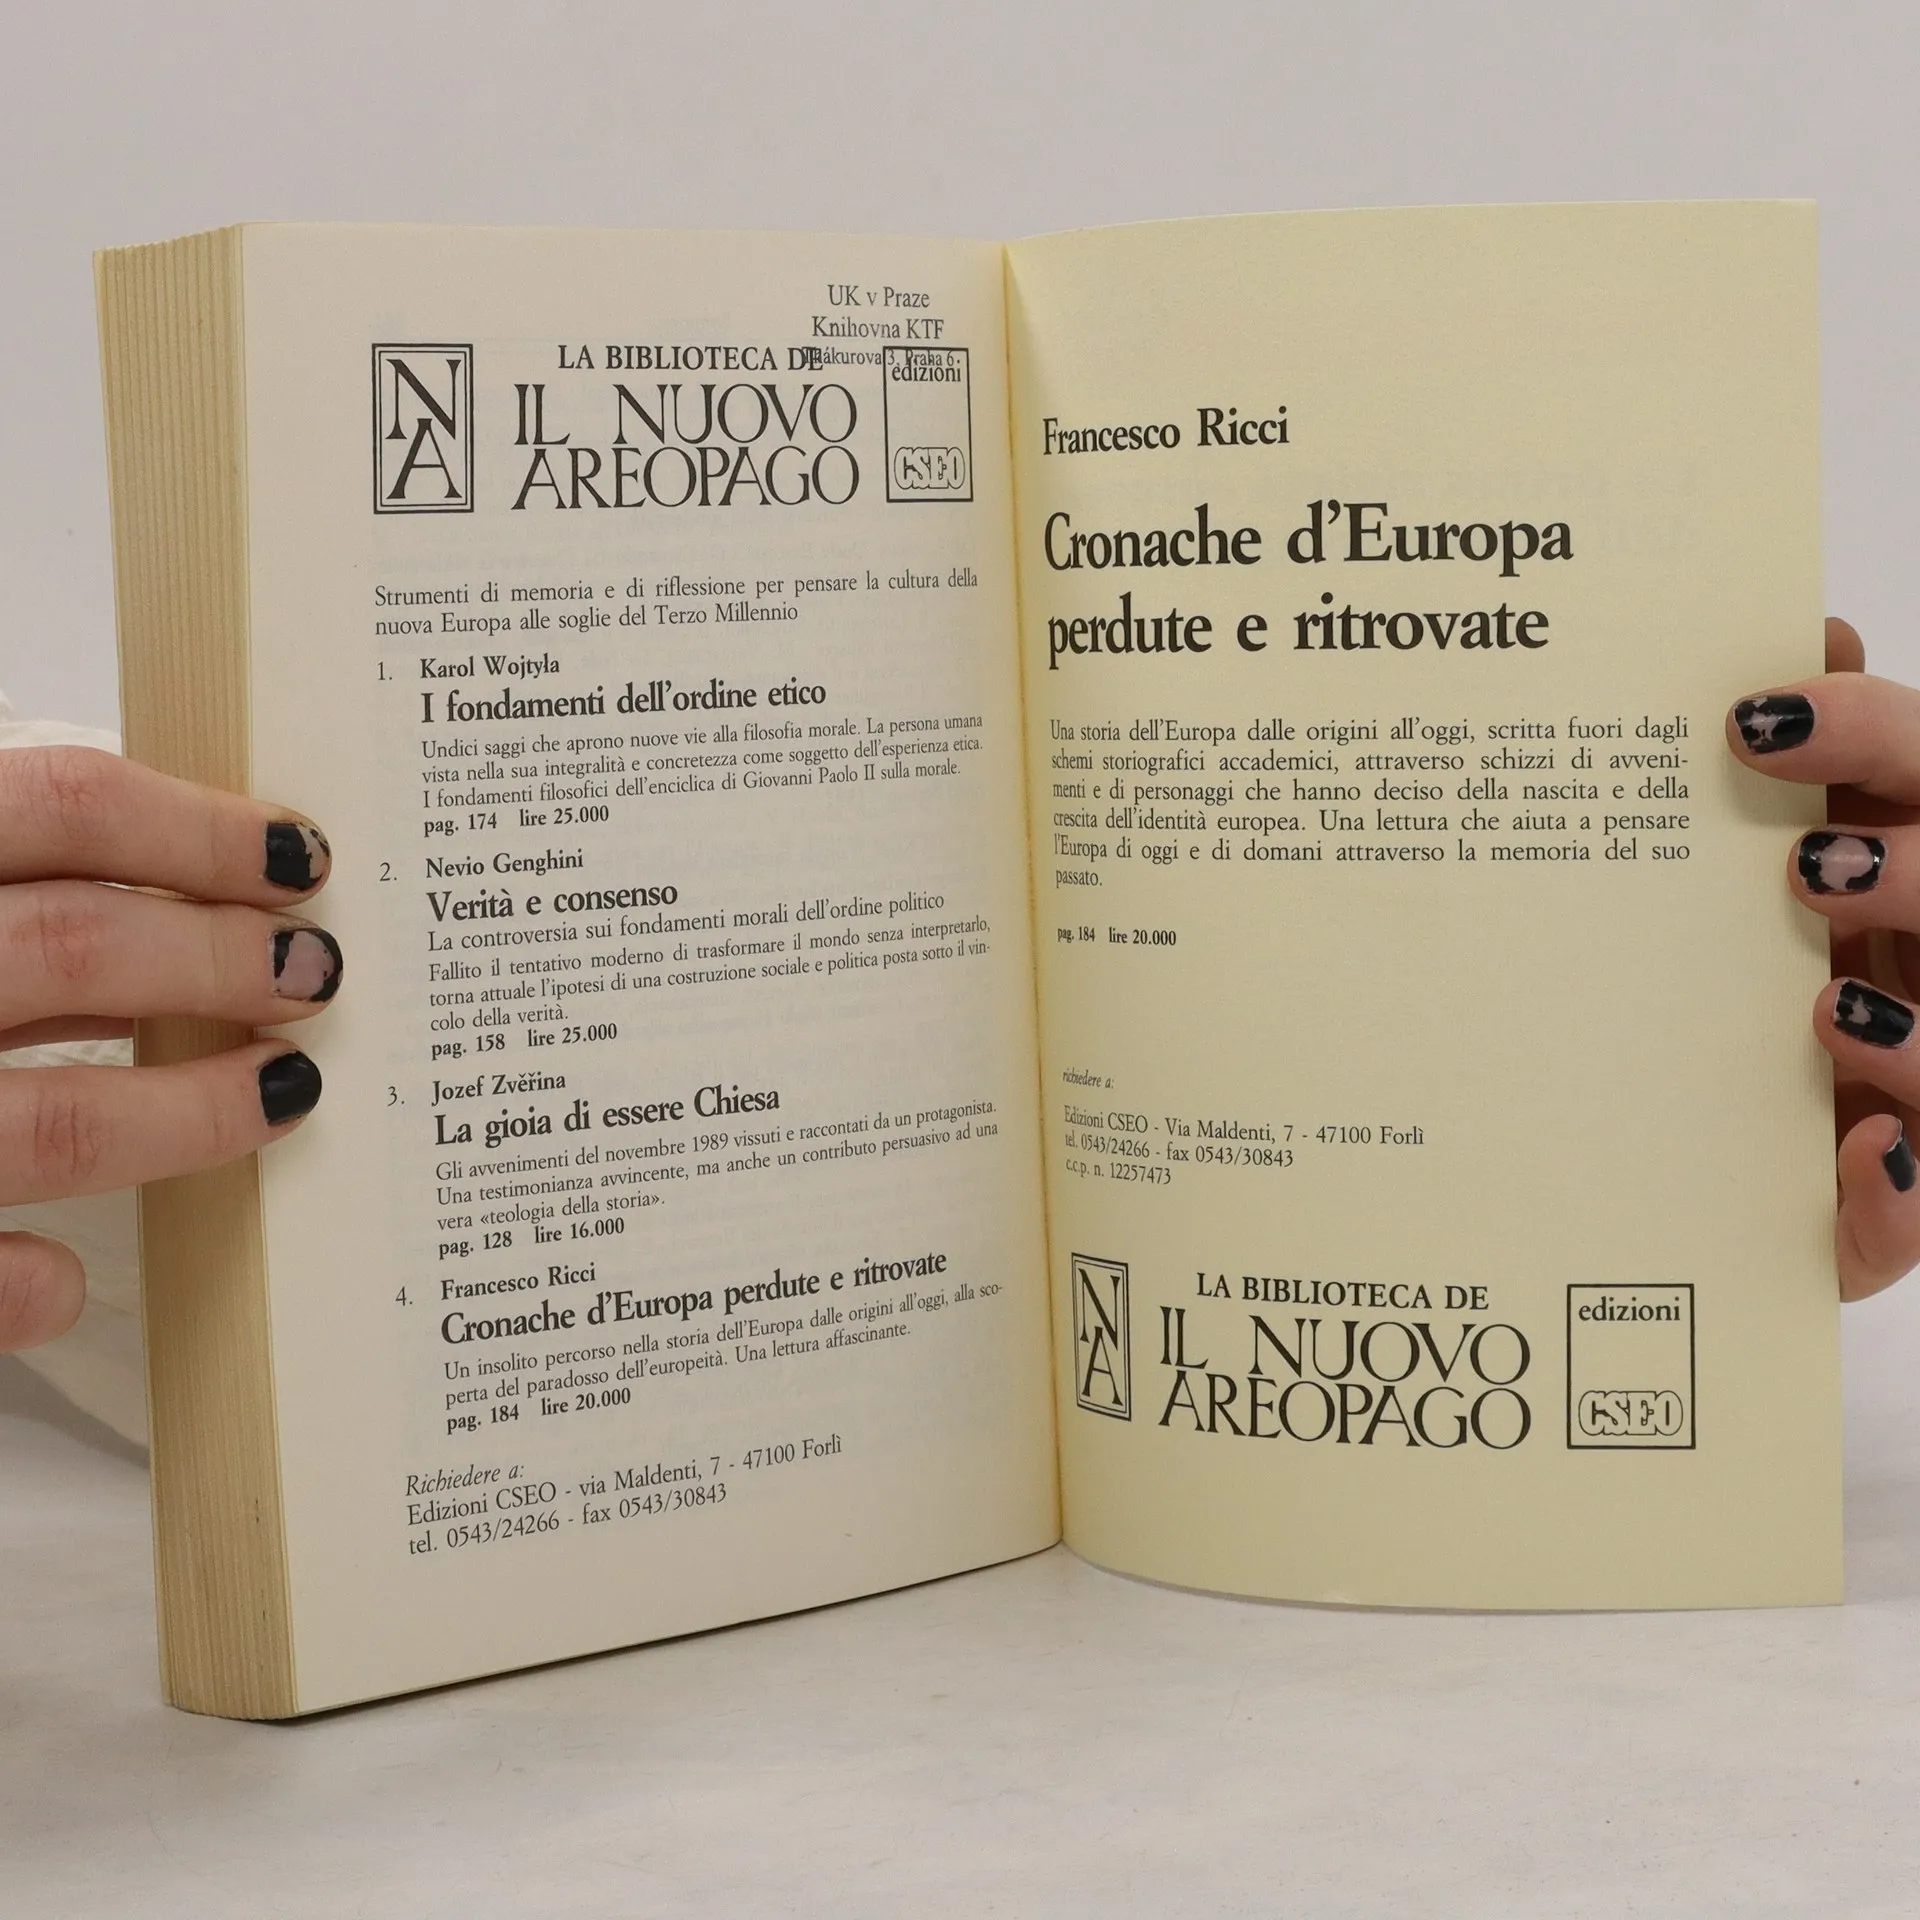 UK v Praze
Knihovna KTF
Thákurova 3, Praha 6
NA
LA BIBLIOTECA DE
IL NUOVO
AREOPAGO
edizioni
CSEO
Strumenti di memoria e di riflessione per pensare la cultura della
nuova Europa alle soglie del Terzo Millennio
1. Karol Wojtyla
I fondamenti dell'ordine etico
Undici saggi che aprono nuove vie alla filosofia morale. La persona umana
vista nella sua integralità e concretezza come soggetto dell'esperienza etica.
I fondamenti filosofici dell'enciclica di Giovanni Paolo II sulla morale.
pag. 174 lire 25.000
2. Nevio Genghini
Verità e consenso
La controversia sui fondamenti morali dell'ordine politico
Fallito il tentativo moderno di trasformare il mondo senza interpretarlo,
torna attuale l'ipotesi di una costruzione sociale e politica posta sotto il vin-
colo della verità.
pag. 158 lire 25.000
3. Jozef Zvěřina
La gioia di essere Chiesa
Gli avvenimenti del novembre 1989 vissuti e raccontati da un protagonista.
Una testimonianza avvincente, ma anche un contributo persuasivo ad una
vera «teologia della storia».
pag. 128 lire 16.000
4. Francesco Ricci
Cronache d'Europa perdute e ritrovate
Un insolito percorso nella storia dell'Europa dalle origini all'oggi, alla sco-
perta del paradosso dell'europeità. Una lettura affascinante.
pag. 184 lire 20.000
Richiedere a:
Edizioni CSEO - via Maldenti, 7 - 47100 Forlì
tel. 0543/24266 - fax 0543/30843
Francesco Ricci
Cronache d'Europa
perdute e ritrovate
Una storia dell'Europa dalle origini all'oggi, scritta fuori dagli
schemi storiografici accademici, attraverso schizzi di avveni-
menti e di personaggi che hanno deciso della nascita e della
crescita dell'identità europea. Una lettura che aiuta a pensare
l'Europa di oggi e di domani attraverso la memoria del suo
passato.
pag. 184 lire 20.000
richiedere a:
Edizioni CSEO - Via Maldenti, 7 - 47100 Forlì
tel. 0543/24266 - fax 0543/30843
c.c.p. n. 12257473
NA
LA BIBLIOTECA DE
IL NUOVO
AREOPAGO
edizioni
CSEO